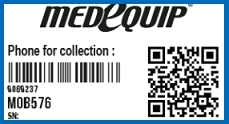 MEDEQUIP
Phone for collection :
9069237
MOB576
SN: